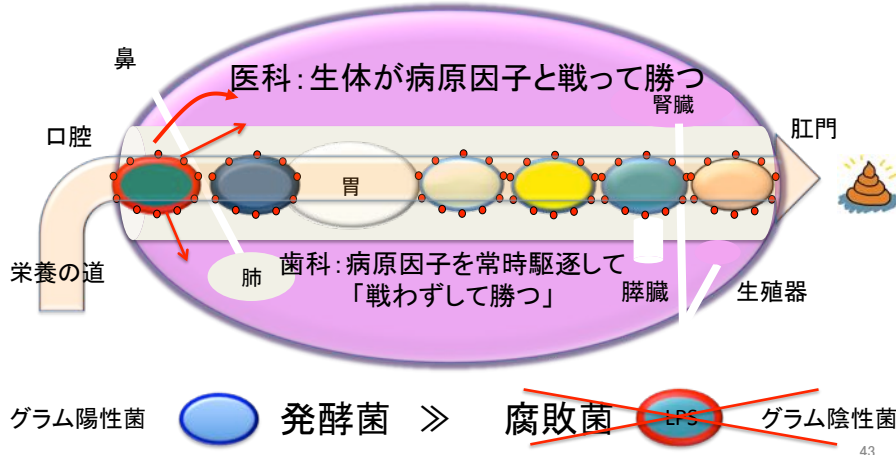 鼻
医科：生体が病原因子と戦って勝つ
腎臓
口腔
肛門
胃
栄養の道
肺
歯科：病原因子を常時駆逐して
「戦わずして勝つ」
膵臓
生殖器
グラム陽性菌
発酵菌 ≫ 腐敗菌
LPS
グラム陰性菌
43